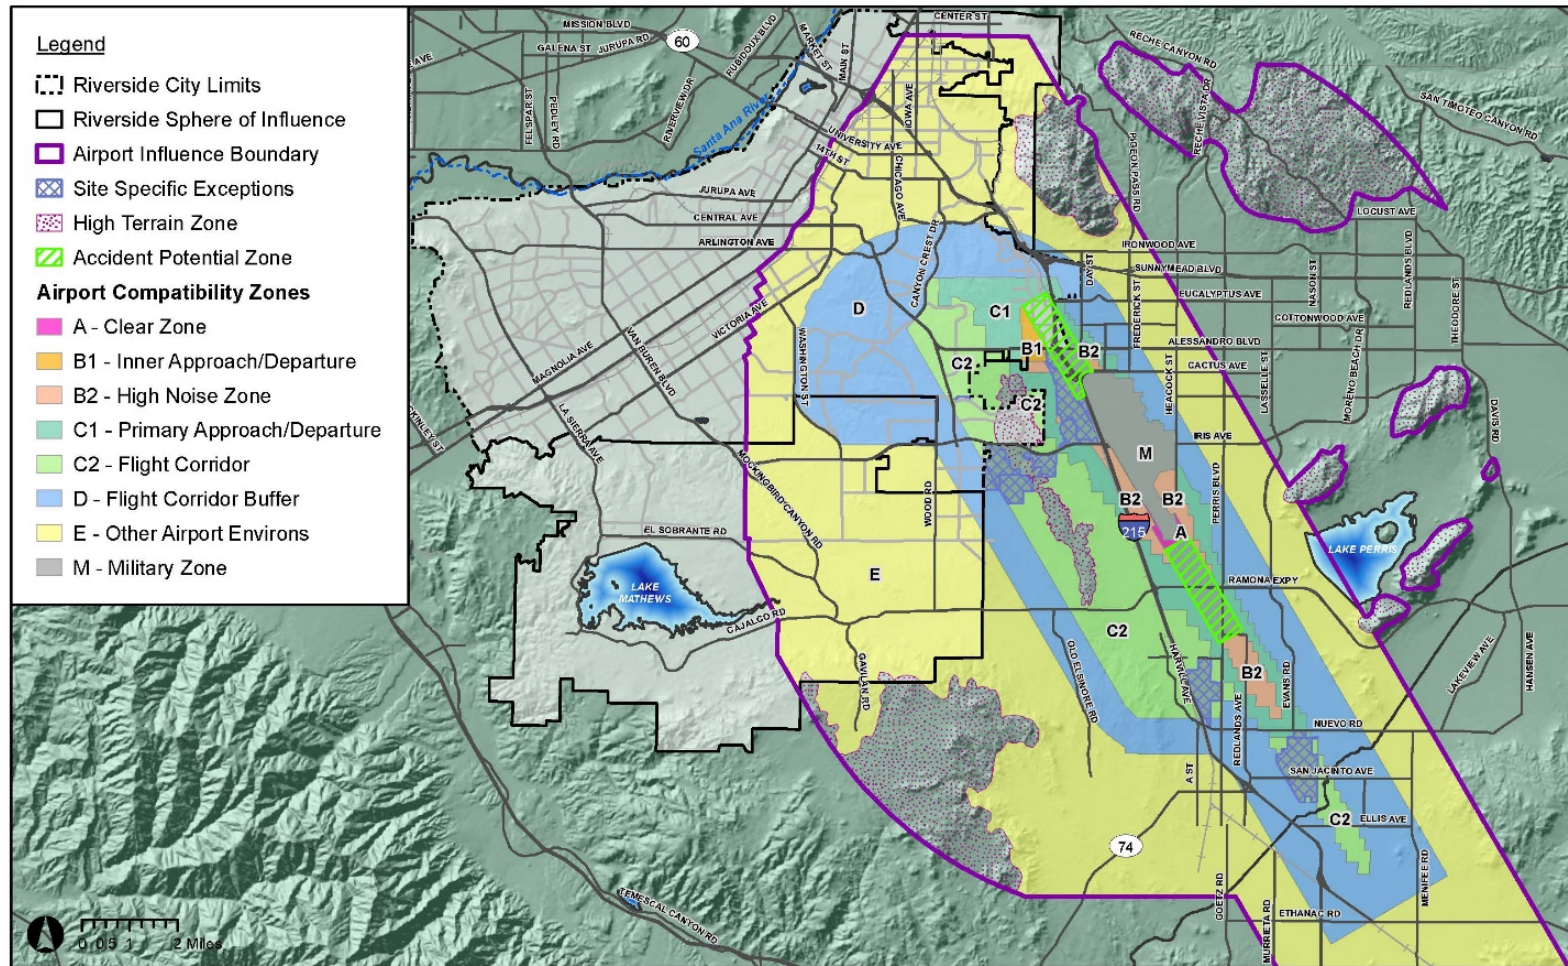 Legend
Riverside City Limits
Riverside Sphere of Influence
Airport Influence Boundary
Site Specific Exceptions
High Terrain Zone
Accident Potential Zone
Airport Compatibility Zones
A - Clear Zone
B1 - Inner Approach/Departure
B2 - High Noise Zone
C1 - Primary Approach/Departure
C2 - Flight Corridor
D - Flight Corridor Buffer
E - Other Airport Environs
M - Military Zone
MISSION BLVD
CENTER ST
GALENA ST
JURUPA RD
60
RUBIDOUX BLVD
MARKET ST
MAIN ST
RECHE CANYON RD
SAN TIMOTEO CANYON RD
FELSPAR ST
PEDLEY RD
RIVERVIEW DR
Santa Ana River
IOWA AVE
RECHE VISTA DR
UNIVERSITY AVE
14TH ST
CHICAGO AVE
PIGEON PASS RD
JURUPA AVE
CENTRAL AVE
ARLINGTON AVE
CANYON CREST DR
LOCUST AVE
IRONWOOD AVE
SUNNYMEAD BLVD
DAY ST
EUCALYPTUS AVE
FREDERICK ST
NASON ST
REDLANDS BLVD
THEODORE ST
COTTONWOOD AVE
D
C1
VICTORIA AVE
WASHINGTON ST
VAN BUREN BLVD
MAGNOLIA AVE
B1
B2
ALESSANDRO BLVD
CACTUS AVE
C2
HEACOCK ST
LASSELLE ST
MORENO BEACH DR
C2
LA SIERRA AVE
CKINLEY ST
DAVIS RD
IRIS AVE
M
MOCKINGBIRD CANYON RD
WOOD RD
PERRIS BLVD
B2
B2
215
A
EL SOBRANTE RD
LAKE PERRIS
LAKE
MATHEWS
E
RAMONA EXPY
CAJALCO RD
C2
GAVILAN RD
OLD ELSINORE RD
HARVILL AVE
B2
EVANS RD
LAKEVIEW AVE
HANSEN AVE
REDLANDS AVE
NUEVO RD
A ST
SAN JACINTO AVE
C2
ELLIS AVE
74
GOETZ RD
MURRIETA RD
MENIFEE RD
ETHANAC RD
TEMESCAL CANYON RD
0 0.5 1 2 Miles